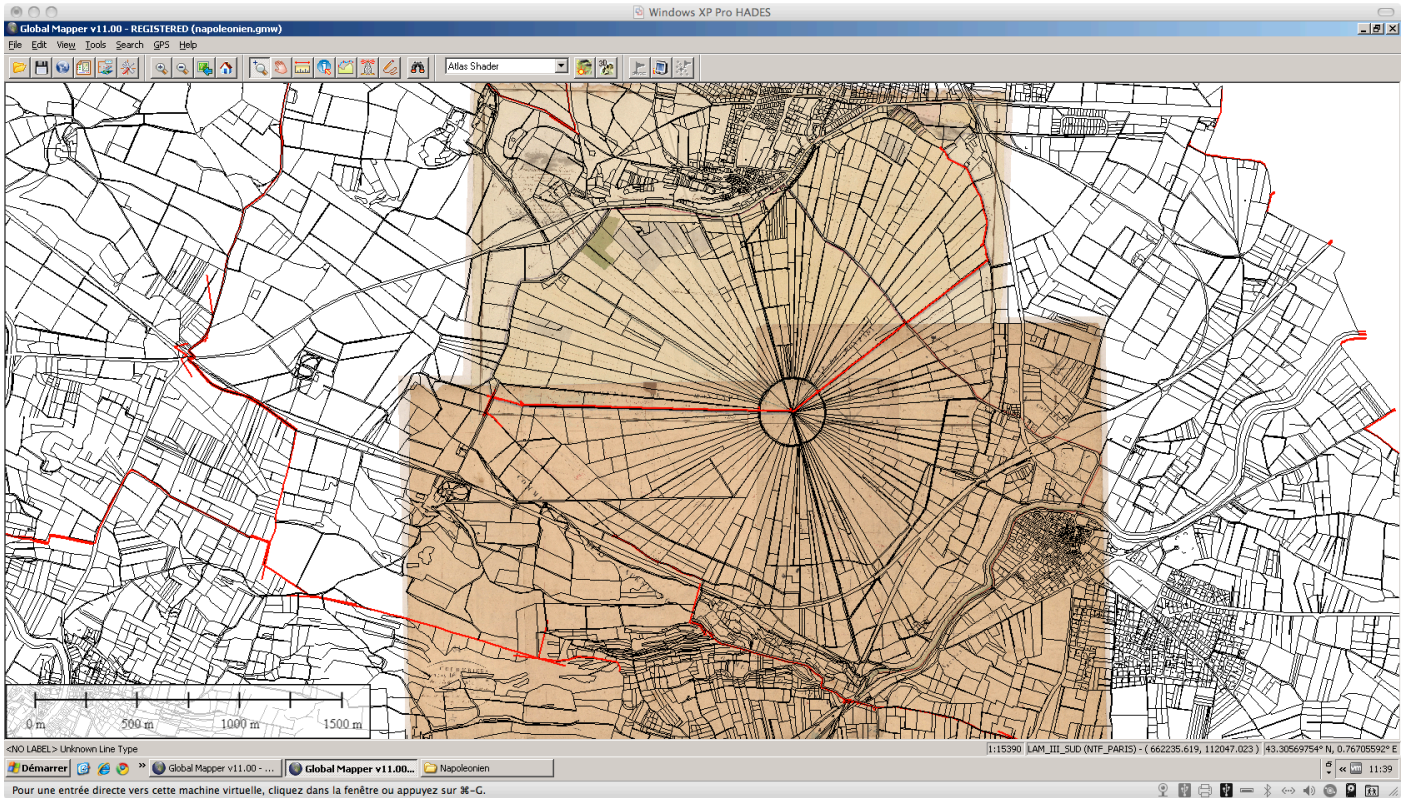 Windows XP Pro HADES
Global Mapper v11.00 - REGISTERED (napoleonien.gmw)
File Edit View Tools Search GPS Help
Atlas Shader
0 m 500 m 1000 m 1500 m
<NO LABEL> Unknown Line Type
1:15390 LAM_III_SUD (NTF_PARIS) - ( 662235.619, 112047.023 ) 43.30569754° N, 0.76705592° E
Démarrer » Global Mapper v11.00 - ... Global Mapper v11.00... Napoleonien « 11:39
Pour une entrée directe vers cette machine virtuelle, cliquez dans la fenêtre ou appuyez sur ⌘-G.